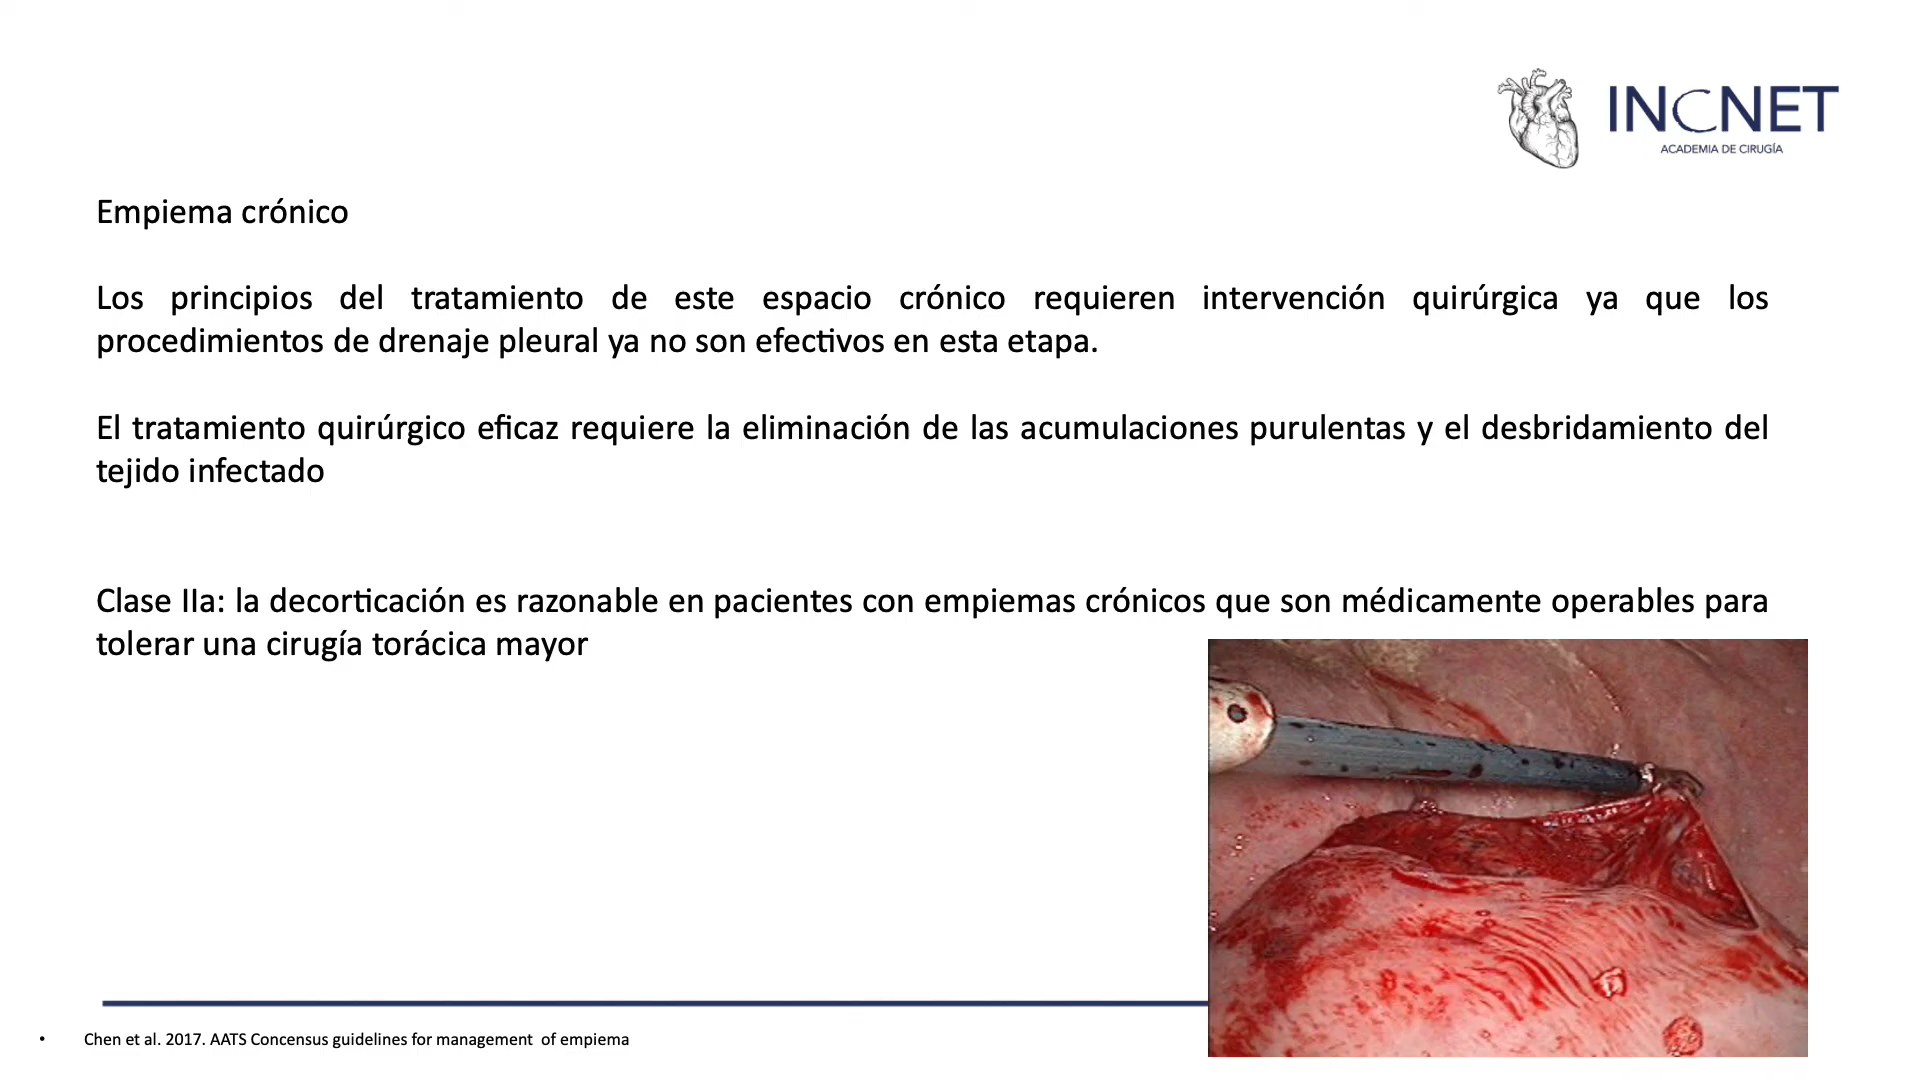 INCNET
ACADEMIA DE CIRUGÍA
Empiema crónico
Los principios del tratamiento de este espacio crónico requieren intervención quirúrgica ya que los
procedimientos de drenaje pleural ya no son efectivos en esta etapa.
El tratamiento quirúrgico eficaz requiere la eliminación de las acumulaciones purulentas y el desbridamiento del
tejido infectado
Clase IIa: la decorticación es razonable en pacientes con empiemas crónicos que son médicamente operables para
tolerar una cirugía torácica mayor
• Chen et al. 2017. AATS Concensus guidelines for management of empiema